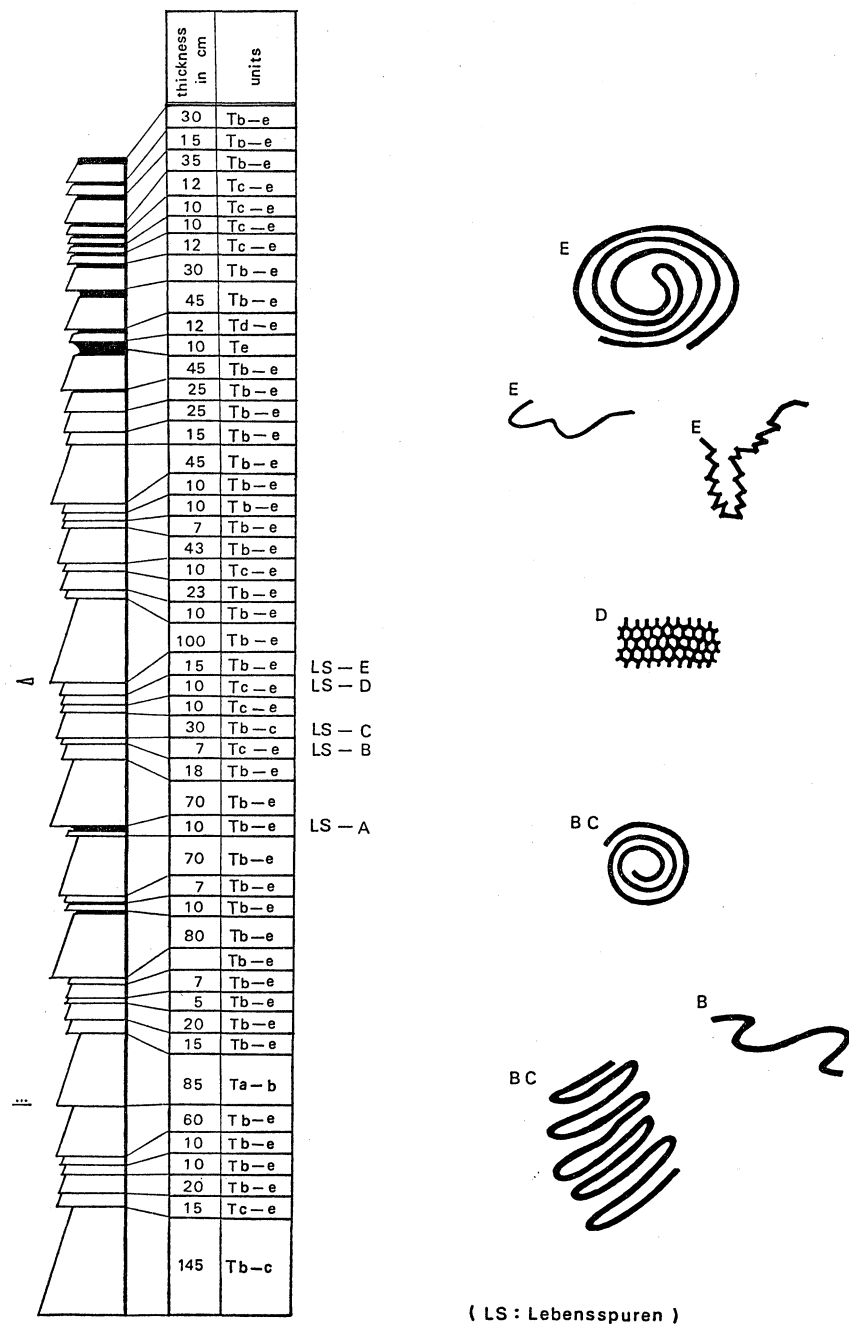 thickness in cm units
30 Tb–e
15 Tb–e
35 Tb–e
12 Tc–e
10 Tc–e
10 Tc–e
12 Tc–e
30 Tb–e
45 Tb–e
12 Td–e
10 Te
45 Tb–e
25 Tb–e
25 Tb–e
15 Tb–e
45 Tb–e
10 Tb–e
10 Tb–e
7 Tb–e
43 Tb–e
10 Tc–e
23 Tb–e
10 Tb–e
100 Tb–e
15 Tb–e LS–E
10 Tc–e LS–D
10 Tc–e
30 Tb–c LS–C
7 Tc–e LS–B
18 Tb–e
70 Tb–e
10 Tb–e LS–A
70 Tb–e
7 Tb–e
10 Tb–e
80 Tb–e
Tb–e
7 Tb–e
5 Tb–e
20 Tb–e
15 Tb–e
85 Ta–b
60 Tb–e
10 Tb–e
10 Tb–e
20 Tb–e
15 Tc–e
145 Tb–c
E
E
E
D
BC
B
BC
( LS : Lebensspuren )